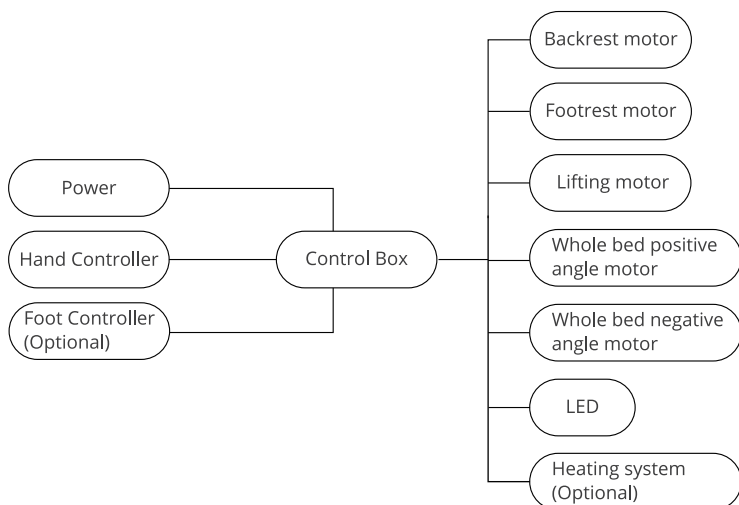 Power
Hand Controller
Foot Controller
(Optional)
Control Box
Backrest motor
Footrest motor
Lifting motor
Whole bed positive
angle motor
Whole bed negative
angle motor
LED
Heating system
(Optional)